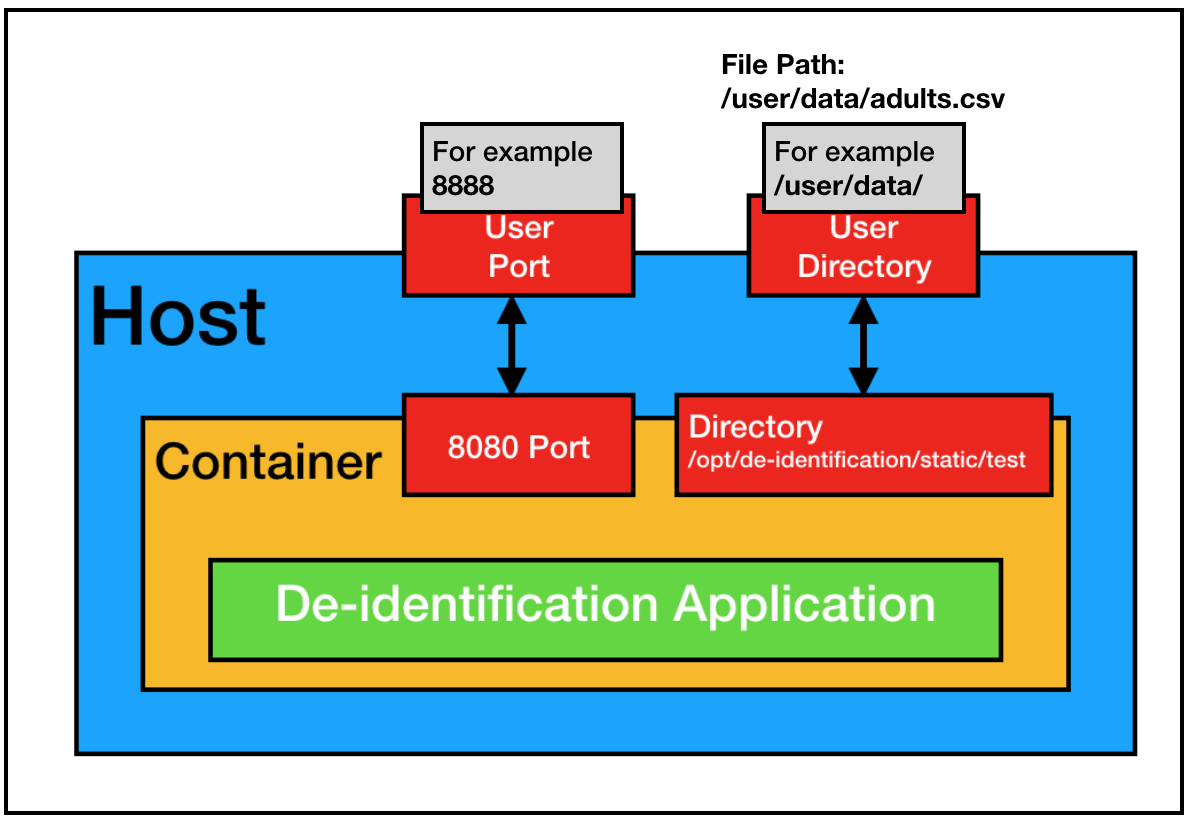 File Path:
/user/data/adults.csv
For example
8888
For example
/user/data/
User
Port
User
Directory
Host
Container
8080 Port
Directory
/opt/de-identification/static/test
De-identification Application